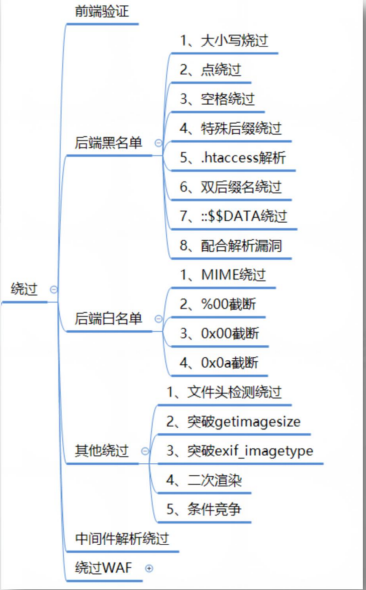 绕过
前端验证
后端黑名单
1、大小写烧过
2、点绕过
3、空格绕过
4、特殊后缀绕过
5、.htaccess解析
6、双后缀名绕过
7、::$$DATA绕过
8、配合解析漏洞
后端白名单
1、MIME绕过
2、%00截断
3、0x00截断
4、0x0a截断
其他绕过
1、文件头检测绕过
2、突破getimagesize
3、突破exif_imagetype
4、二次渲染
5、条件竞争
中间件解析绕过
绕过WAF